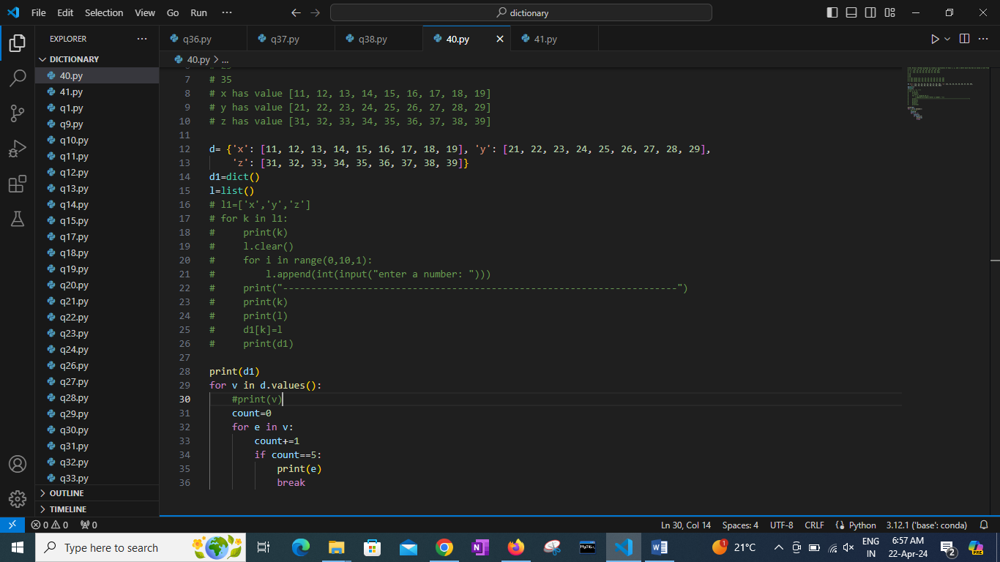 File Edit Selection View Go Run ··· dictionary
EXPLORER ···
DICTIONARY
40.py
41.py
q1.py
q9.py
q10.py
q11.py
q12.py
q13.py
q14.py
q15.py
q17.py
q18.py
q19.py
q20.py
q21.py
q22.py
q23.py
q24.py
q26.py
q27.py
q28.py
q29.py
q30.py
q31.py
q32.py
q33.py
OUTLINE
TIMELINE
q36.py q37.py q38.py 40.py 41.py
40.py > ...
7 # 35
8 # x has value [11, 12, 13, 14, 15, 16, 17, 18, 19]
9 # y has value [21, 22, 23, 24, 25, 26, 27, 28, 29]
10 # z has value [31, 32, 33, 34, 35, 36, 37, 38, 39]
11
12 d= {'x': [11, 12, 13, 14, 15, 16, 17, 18, 19], 'y': [21, 22, 23, 24, 25, 26, 27, 28, 29],
13     'z': [31, 32, 33, 34, 35, 36, 37, 38, 39]}
14 d1=dict()
15 l=list()
16 # l1=['x','y','z']
17 # for k in l1:
18 #     print(k)
19 #     l.clear()
20 #     for i in range(0,10,1):
21 #         l.append(int(input("enter a number: ")))
22 #     print("----------------------------------------------------------------------")
23 #     print(k)
24 #     print(l)
25 #     d1[k]=l
26 #     print(d1)
27
28 print(d1)
29 for v in d.values():
30     #print(v)
31     count=0
32     for e in v:
33         count+=1
34         if count==5:
35             print(e)
36             break
0 0 0 Ln 30, Col 14 Spaces: 4 UTF-8 CRLF Python 3.12.1 ('base': conda)
Type here to search 1 21°C ENG IN 6:57 AM 22-Apr-24 2 PRE
MySQL